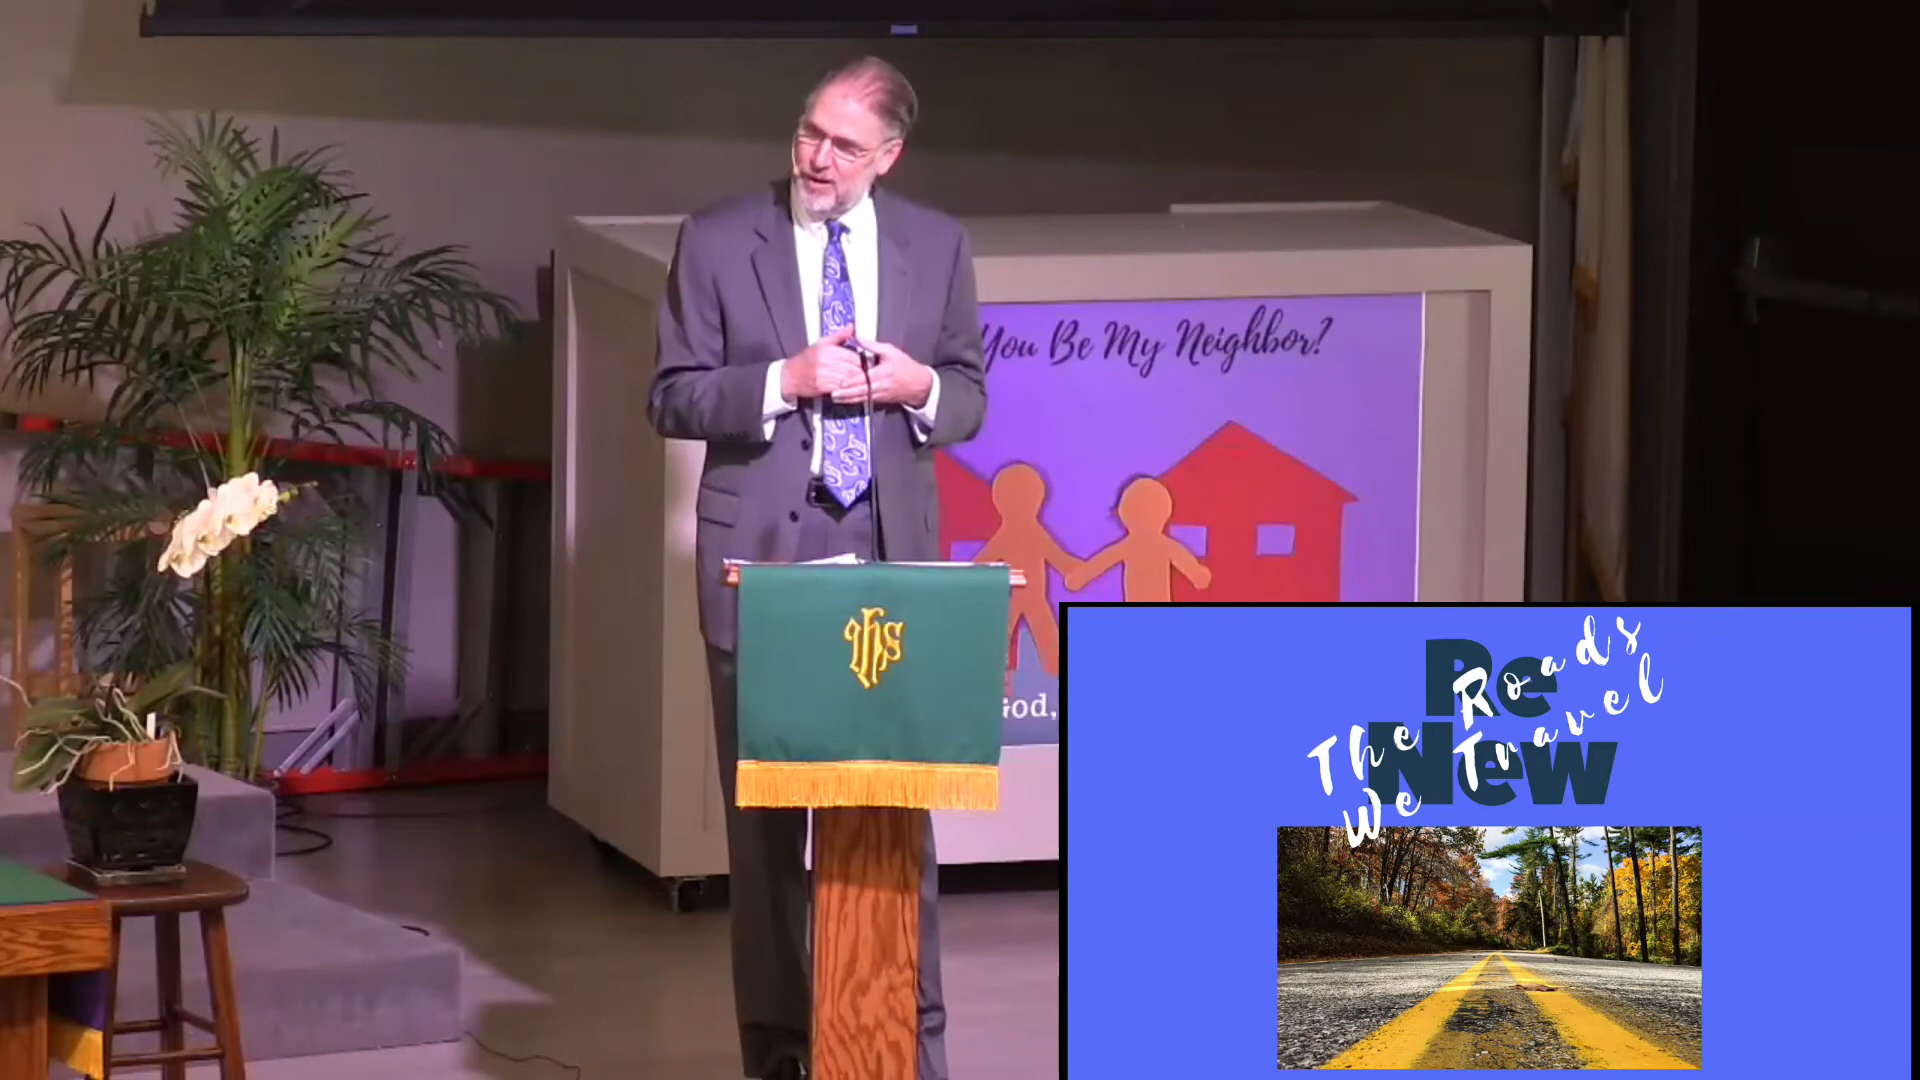 You Be My Neighbor?
IHS
God,
Re
New
The Roads
We Travel